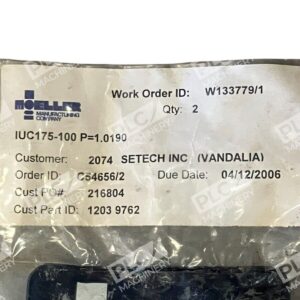 MOELLER
MANUFACTURING
COMPANY
Work Order ID: W133779/1
Qty: 2
IUC175-100 P=1.0190
Customer: 2074 SETECH INC (VANDALIA)
Order ID: C54656/2 Due Date: 04/12/2006
Cust PO#: 216804
Cust Part ID: 1203 9762